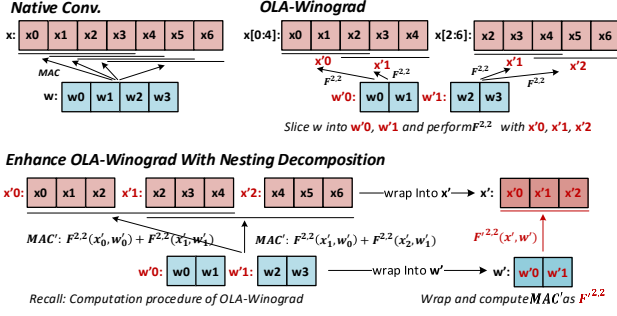 Native Conv.
x: x0 x1 x2 x3 x4 x5 x6
MAC
w: w0 w1 w2 w3
OLA-Winograd
x[0:4]: x0 x1 x2 x3 x4 x[2:6]: x2 x3 x4 x5 x6
x'0 x'1 x'1 x'2
F²,² F²,² F²,² F²,²
w'0: w0 w1 w'1: w2 w3
Slice w into w'0, w'1 and perform F²,² with x'0, x'1, x'2
Enhance OLA-Winograd With Nesting Decomposition
x'0: x0 x1 x2 x'1: x2 x3 x4 x'2: x4 x5 x6 wrap Into x' x': x'0 x'1 x'2
MAC': F²,²(x'₀, w'₀) + F²,²(x'₁, w'₁) MAC': F²,²(x'₁, w'₀) + F²,²(x'₂, w'₁) F'²,²(x', w')
w'0: w0 w1 w'1: w2 w3 wrap Into w' w': w'0 w'1
Recall: Computation procedure of OLA-Winograd
Wrap and compute MAC' as F'²,²